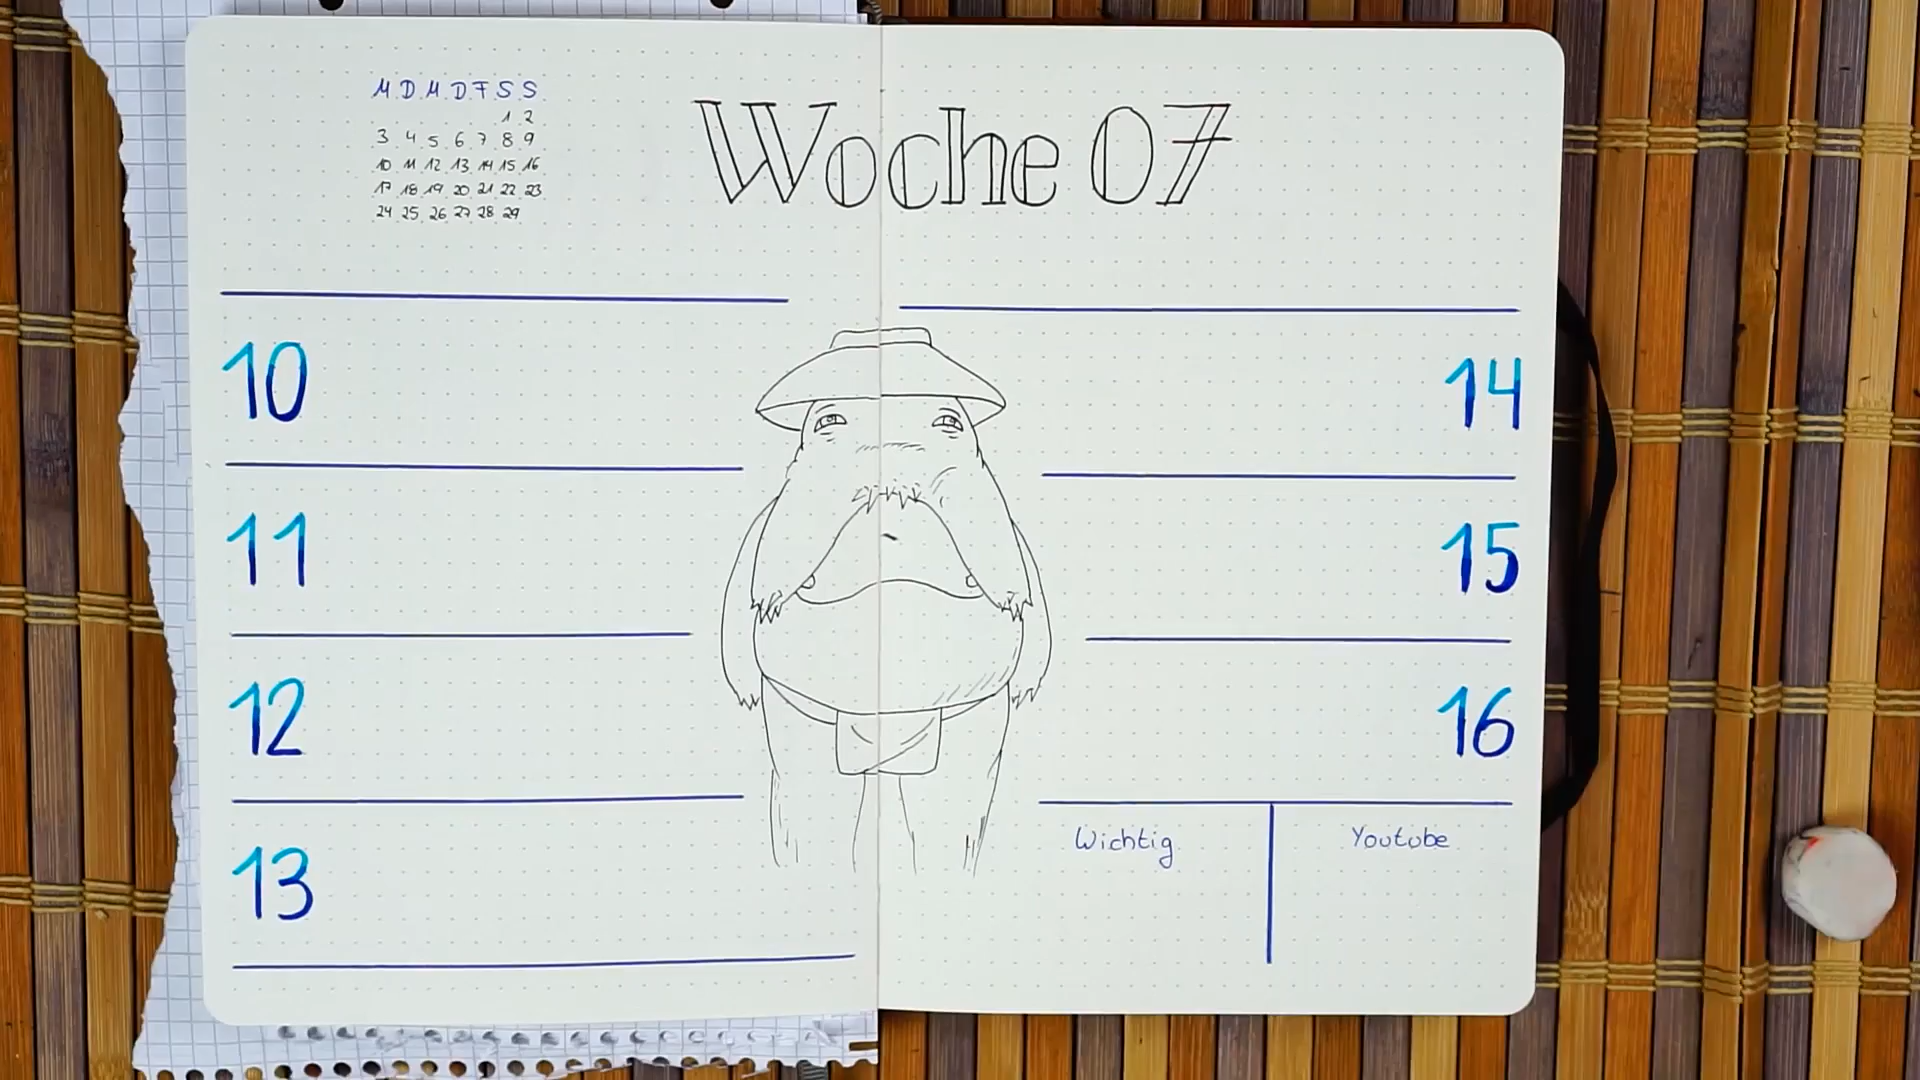 M D M D F S S
1 2
3 4 5 6 7 8 9
10 11 12 13 14 15 16
17 18 19 20 21 22 23
24 25 26 27 28 29
Woche 07
10
11
12
13
14
15
16
Wichtig
Youtube